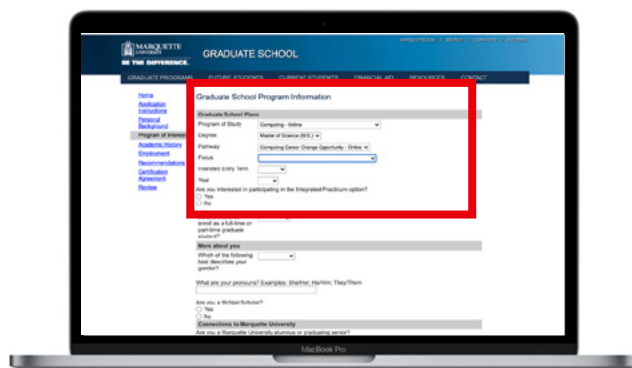 MARQUETTE
UNIVERSITY
BE THE DIFFERENCE.
GRADUATE SCHOOL
MARQUETTE.EDU // SEARCH // CONTACTS // A-Z INDEX
GRADUATE PROGRAMS FUTURE STUDENTS CURRENT STUDENTS FINANCIAL AID RESOURCES CONTACT
Home
Application
Instructions
Personal
Background
Program of Interest
Academic History
Employment
Recommendations
Certification
Agreement
Review
Graduate School Program Information
Graduate School Plans
Program of Study Computing - Online
Degree Master of Science (M.S.)
Pathway Computing Career Change Opportunity - Online
Focus
Intended Entry Term
Year
Are you interested in participating in the Integrated Practicum option?
Yes
No
enroll as a full-time or
part-time graduate
student?
More about you
Which of the following
best describes your
gender?
What are your pronouns? Examples: She/Her; He/Him; They/Them
Are you a McNair Scholar?
Yes
No
Connections to Marquette University
Are you a Marquette University alumnus or graduating senior?
MacBook Pro